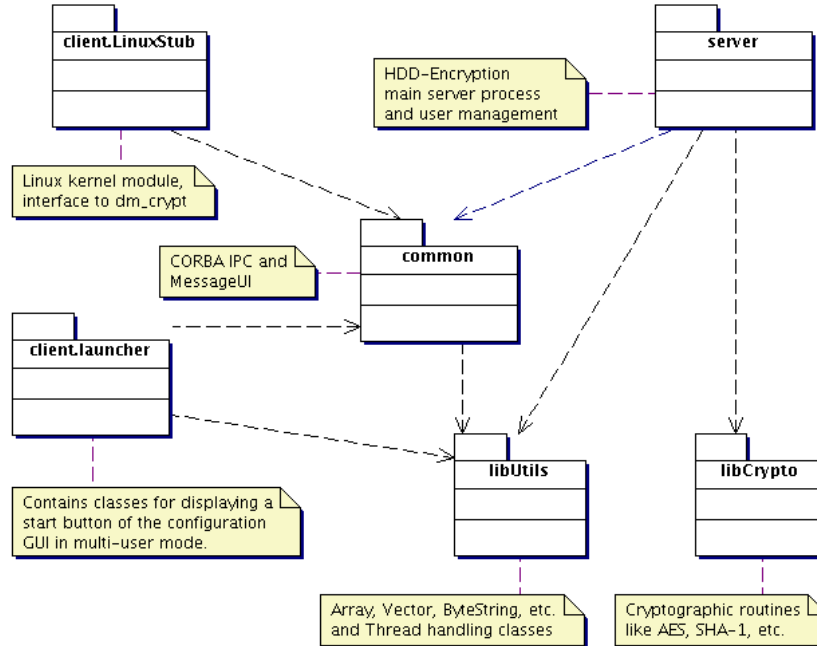 client.LinuxStub
server
HDD-Encryption
main server process
and user management
Linux kernel module,
interface to dm_crypt
common
CORBA IPC and
MessageUI
client.launcher
libUtils
libCrypto
Contains classes for displaying a
start button of the configuration
GUI in multi-user mode.
Array, Vector, ByteString, etc.
and Thread handling classes
Cryptographic routines
like AES, SHA-1, etc.